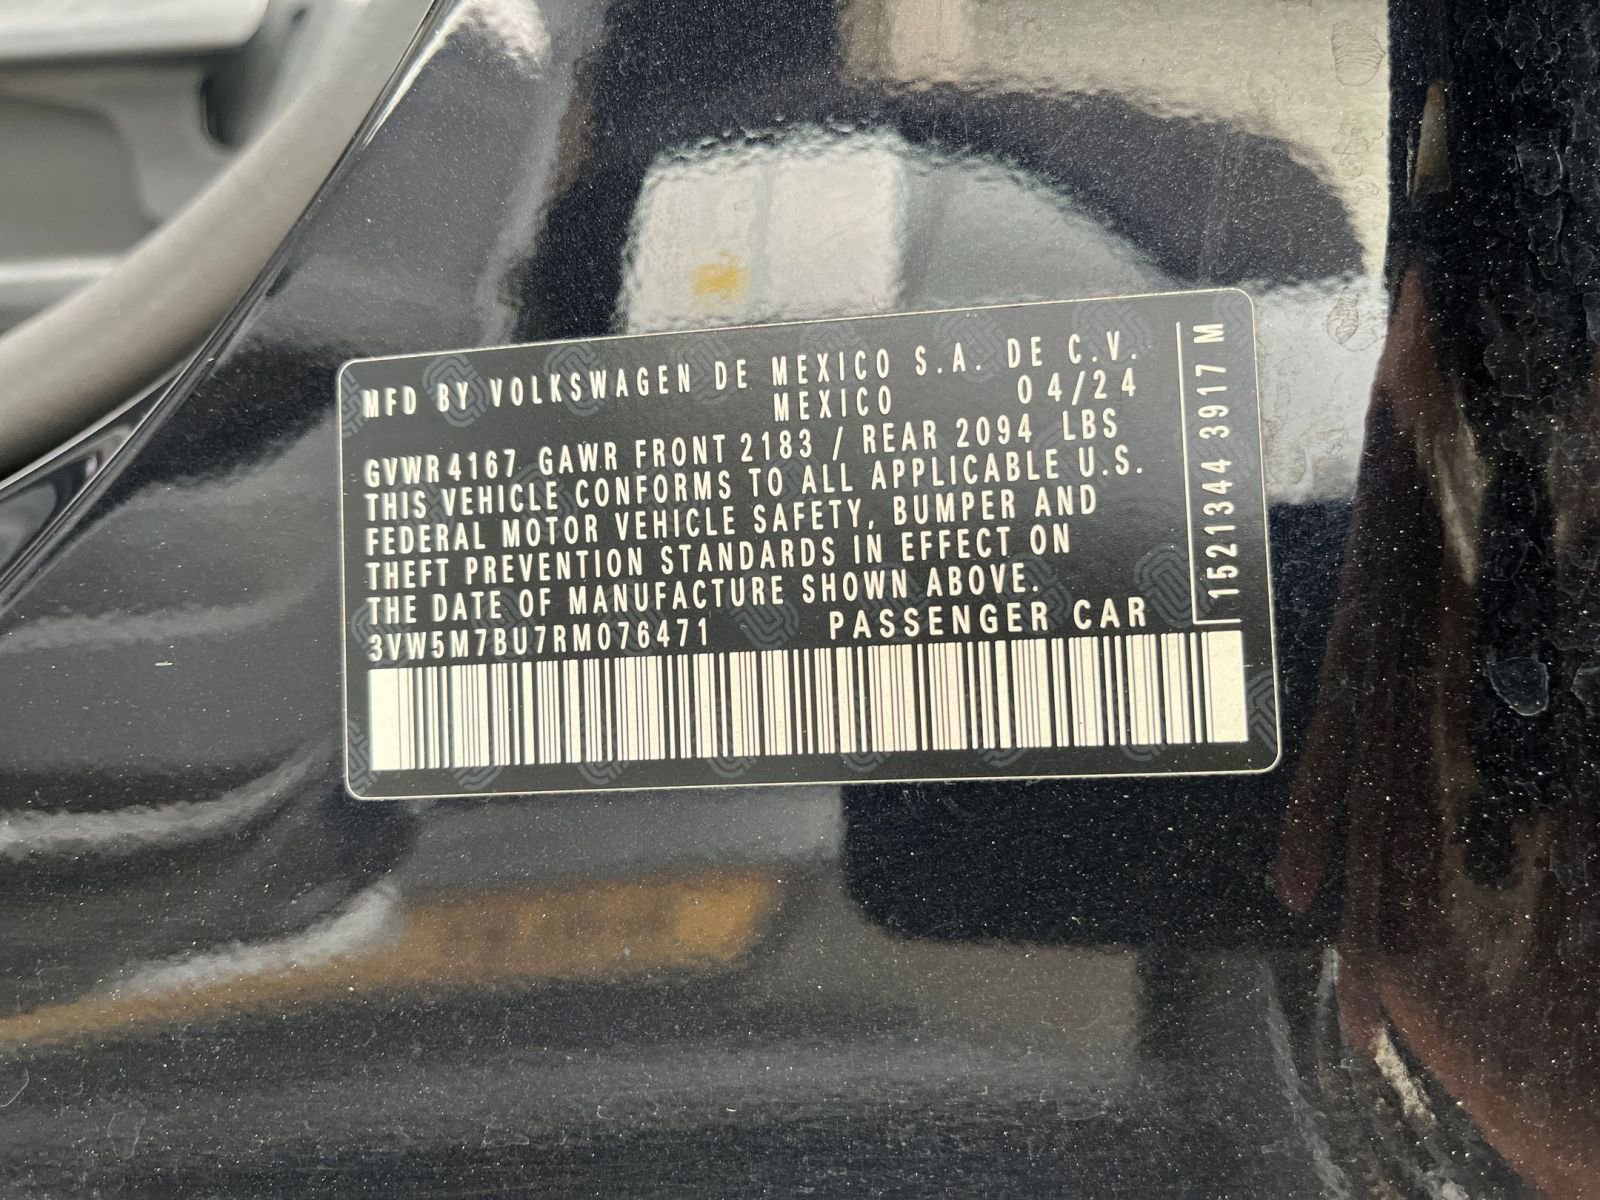 MFD BY VOLKSWAGEN DE MEXICO S.A. DE C.V.
MEXICO 04/24
GVWR 4167 GAWR FRONT 2183 / REAR 2094 LBS
THIS VEHICLE CONFORMS TO ALL APPLICABLE U.S.
FEDERAL MOTOR VEHICLE SAFETY, BUMPER AND
THEFT PREVENTION STANDARDS IN EFFECT ON
THE DATE OF MANUFACTURE SHOWN ABOVE.
3VW5M7BU7RM076471 PASSENGER CAR
1521344 3917 M